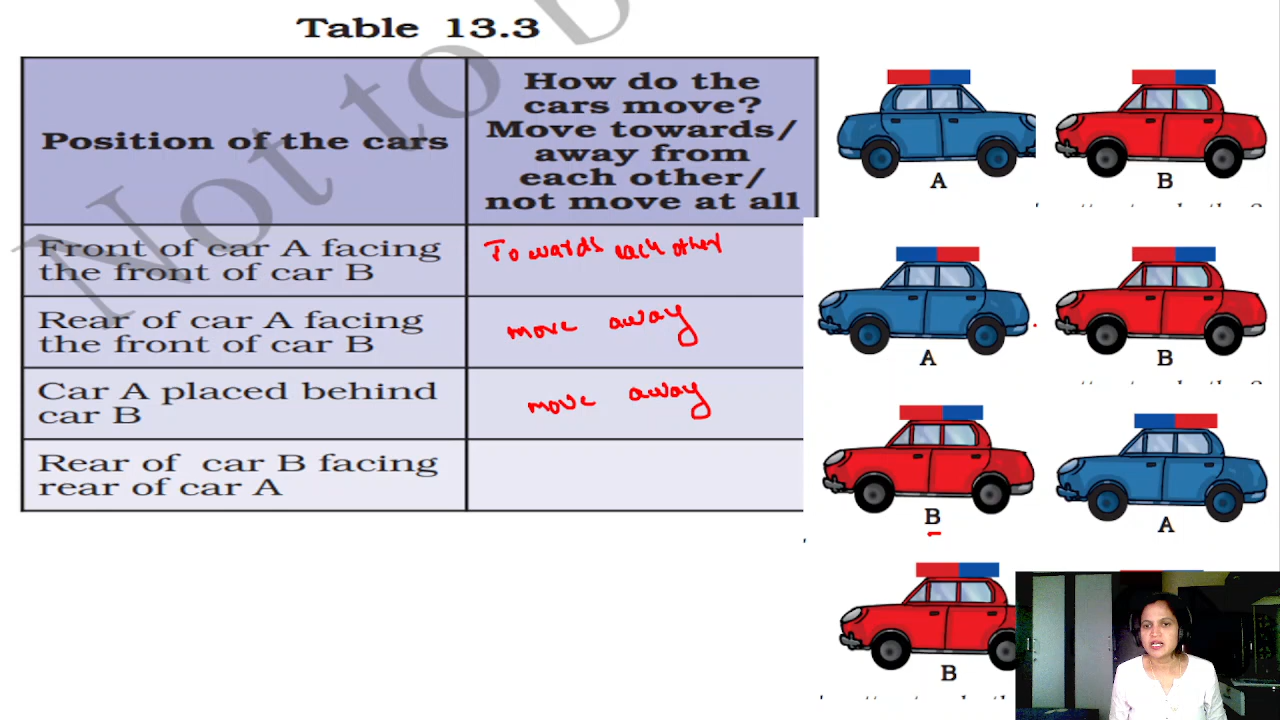 Table 13.3
Position of the cars
How do the
cars move?
Move towards/
away from
each other/
not move at all
Front of car A facing
the front of car B
Towards each other
Rear of car A facing
the front of car B
move away
Car A placed behind
car B
move away
Rear of car B facing
rear of car A
A
B
A
B
B
A
B
Not to b